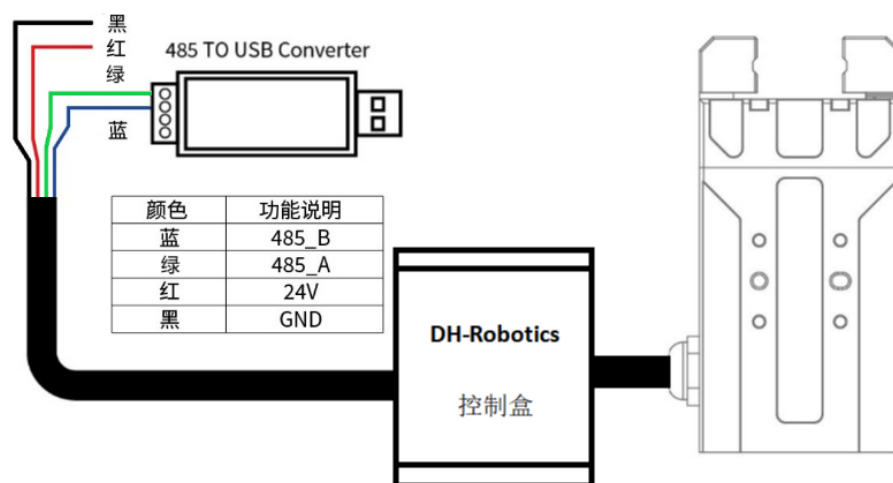 黑
红
485 TO USB Converter
绿
蓝
颜色 功能说明
蓝 485_B
绿 485_A
红 24V
黑 GND
DH-Robotics
控制盒